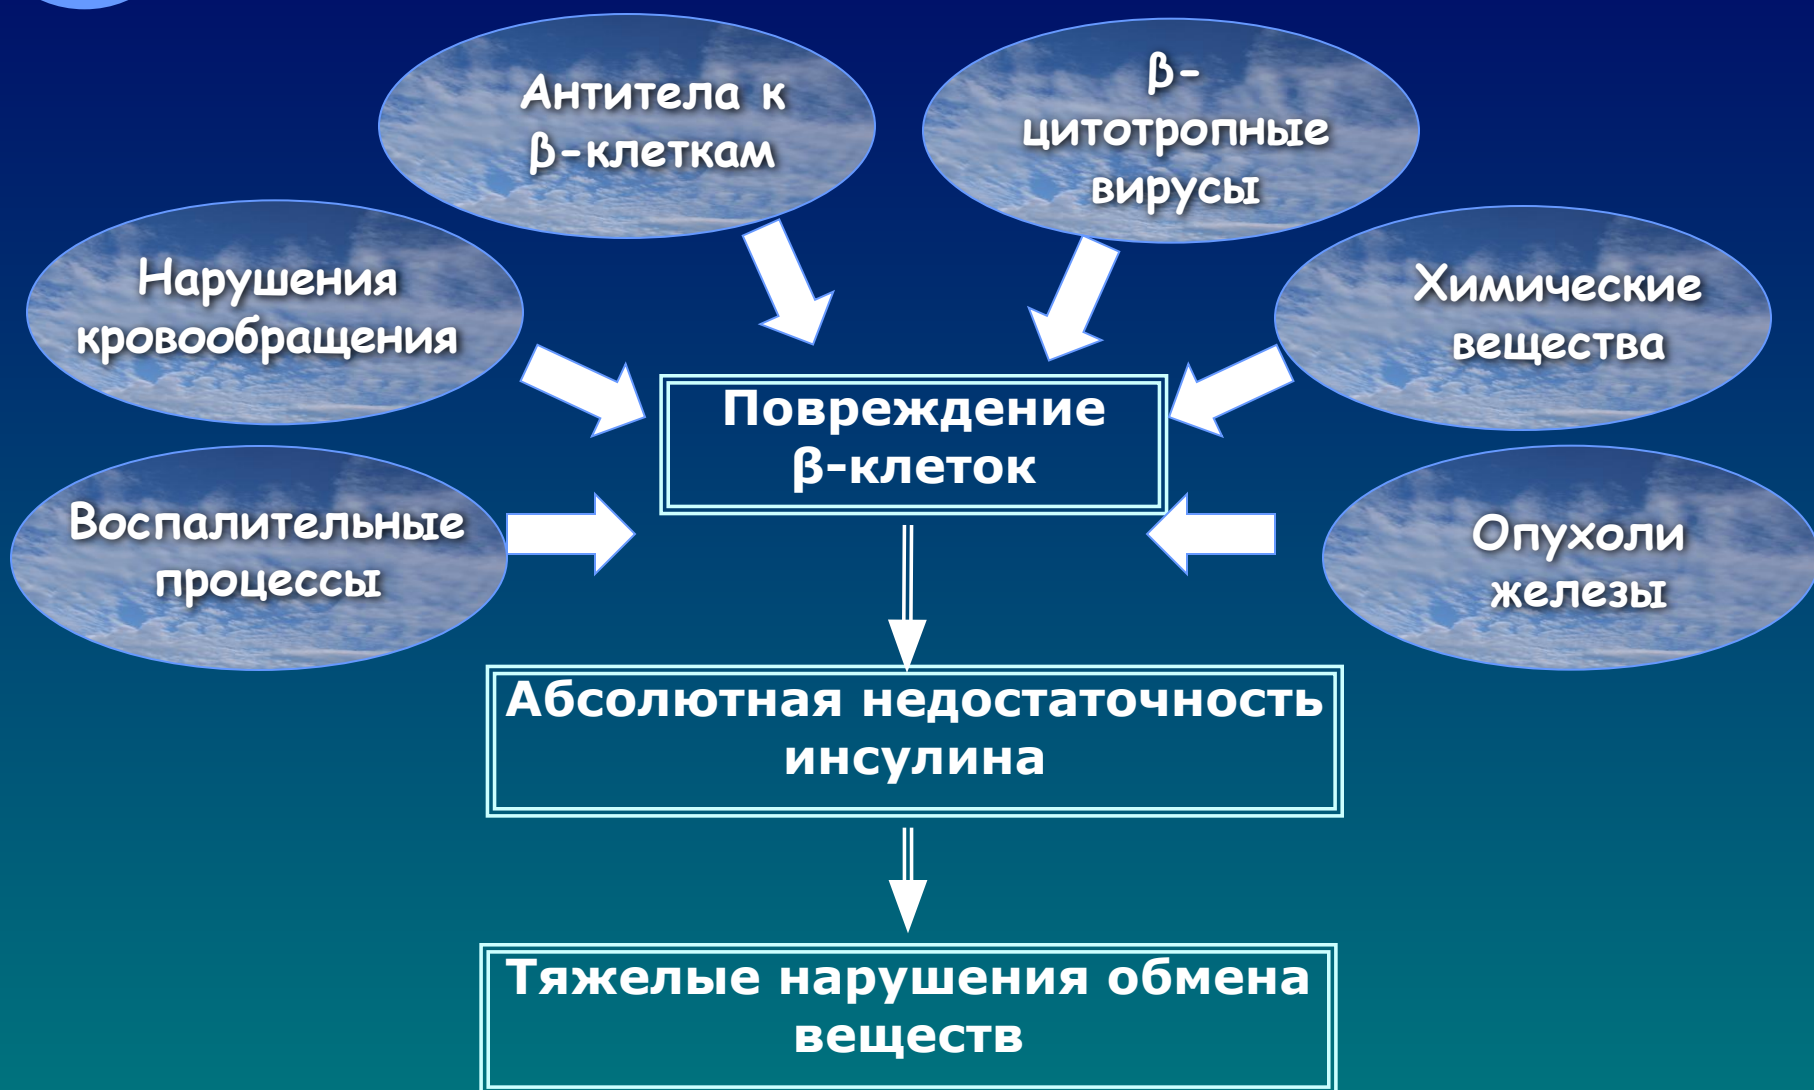 Антитела к
β-клеткам
β-
цитотропные
вирусы
Нарушения
кровообращения
Химические
вещества
Повреждение
β-клеток
Воспалительные
процессы
Опухоли
железы
Абсолютная недостаточность
инсулина
Тяжелые нарушения обмена
веществ